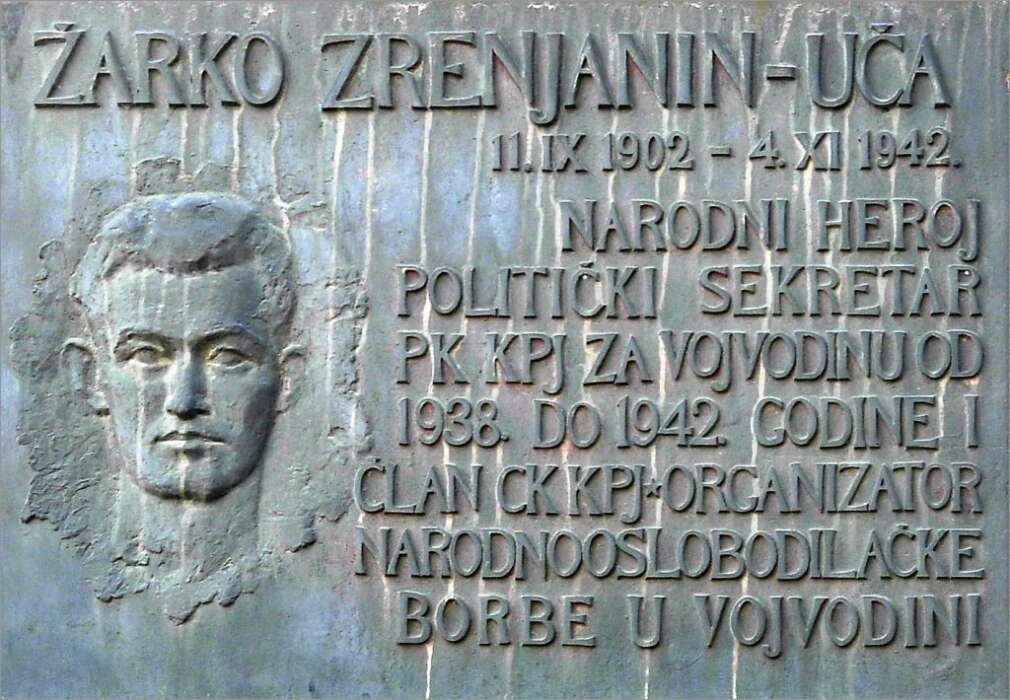 ŽARKO ZRENJANIN-UČA
11.IX 1902 - 4.XI 1942.
NARODNI HEROJ
POLITIČKI SEKRETAR
PK KPJ ZA VOJVODINU OD
1938. DO 1942. GODINE I
ČLAN CK KPJ★ORGANIZATOR
NARODNOOSLOBODILAČKE
BORBE U VOJVODINI